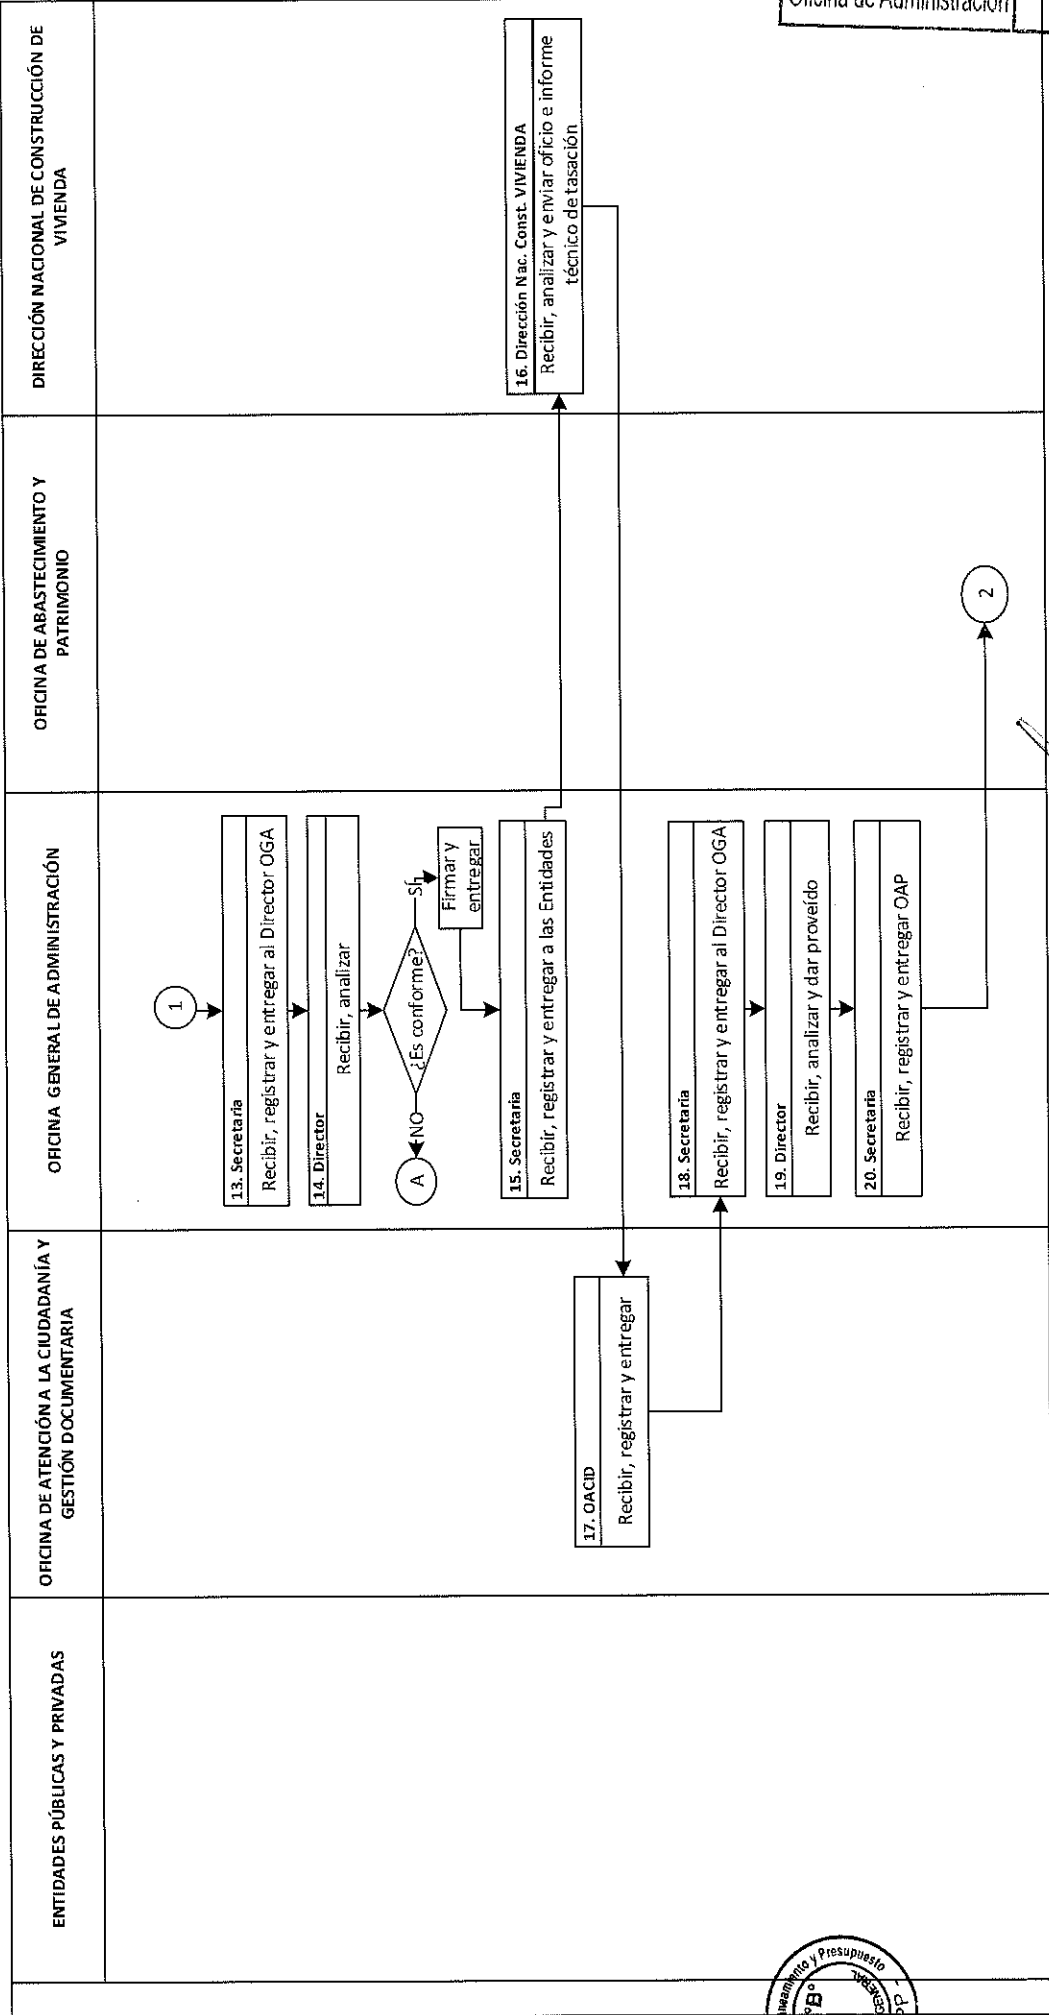 ENTIDADES PÚBLICAS Y PRIVADAS
OFICINA DE ATENCIÓN A LA CIUDADANÍA Y
GESTIÓN DOCUMENTARIA
OFICINA GENERAL DE ADMINISTRACIÓN
OFICINA DE ABASTECIMIENTO Y
PATRIMONIO
DIRECCIÓN NACIONAL DE CONSTRUCCIÓN DE
VIVIENDA
1
13. Secretaria
Recibir, registrar y entregar al Director OGA
14. Director
Recibir, analizar
¿Es conforme?
NO
A
SÍ
Firmar y
entregar
15. Secretaria
Recibir, registrar y entregar a las Entidades
16. Dirección Nac. Const. VIVIENDA
Recibir, analizar y enviar oficio e informe
técnico de tasación
17. OACID
Recibir, registrar y entregar
18. Secretaria
Recibir, registrar y entregar al Director OGA
19. Director
Recibir, analizar y dar proveído
20. Secretaria
Recibir, registrar y entregar OAP
2
Oficina de Administración
y Presupuesto
GENERAL